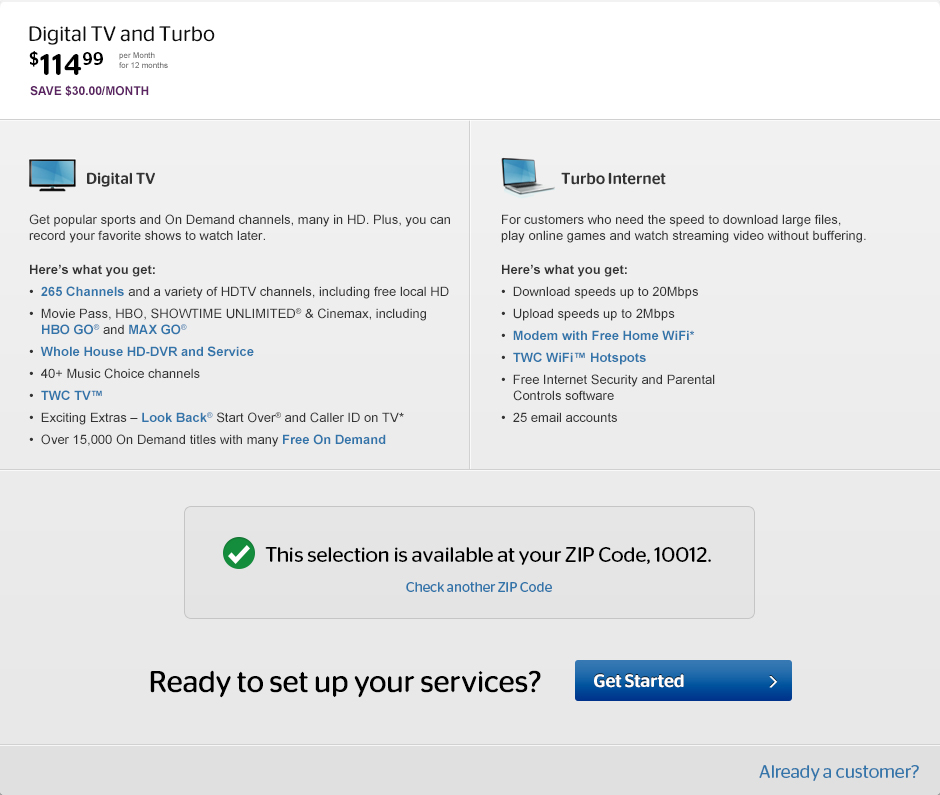 Digital TV and Turbo
$114.99 per Month
for 12 months
SAVE $30.00/MONTH
Digital TV
Get popular sports and On Demand channels, many in HD. Plus, you can
record your favorite shows to watch later.
Here's what you get:
• 265 Channels and a variety of HDTV channels, including free local HD
• Movie Pass, HBO, SHOWTIME UNLIMITED® & Cinemax, including
HBO GO® and MAX GO®
• Whole House HD-DVR and Service
• 40+ Music Choice channels
• TWC TV™
• Exciting Extras – Look Back® Start Over® and Caller ID on TV*
• Over 15,000 On Demand titles with many Free On Demand
Turbo Internet
For customers who need the speed to download large files,
play online games and watch streaming video without buffering.
Here's what you get:
• Download speeds up to 20Mbps
• Upload speeds up to 2Mbps
• Modem with Free Home WiFi*
• TWC WiFi™ Hotspots
• Free Internet Security and Parental
Controls software
• 25 email accounts
This selection is available at your ZIP Code, 10012.
Check another ZIP Code
Ready to set up your services?
Get Started
Already a customer?